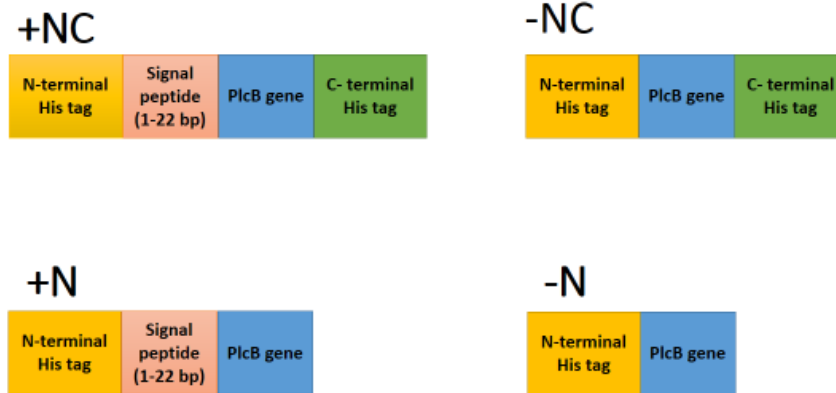 +NC
N-terminal
His tag
Signal
peptide
(1-22 bp)
PlcB gene
C- terminal
His tag
-NC
N-terminal
His tag
PlcB gene
C- terminal
His tag
+N
N-terminal
His tag
Signal
peptide
(1-22 bp)
PlcB gene
-N
N-terminal
His tag
PlcB gene